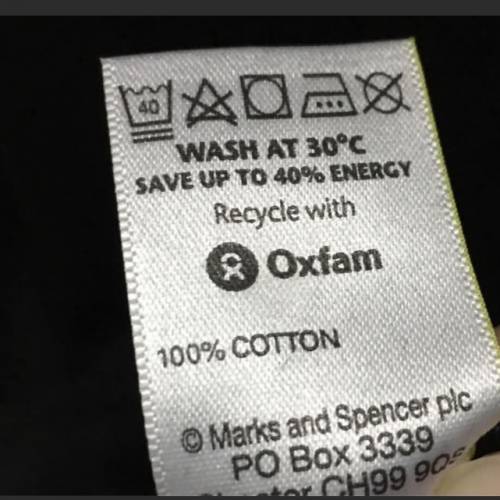 40
WASH AT 30°C
SAVE UP TO 40% ENERGY
Recycle with
Oxfam
100% COTTON
© Marks and Spencer plc
PO Box 3339
CH99